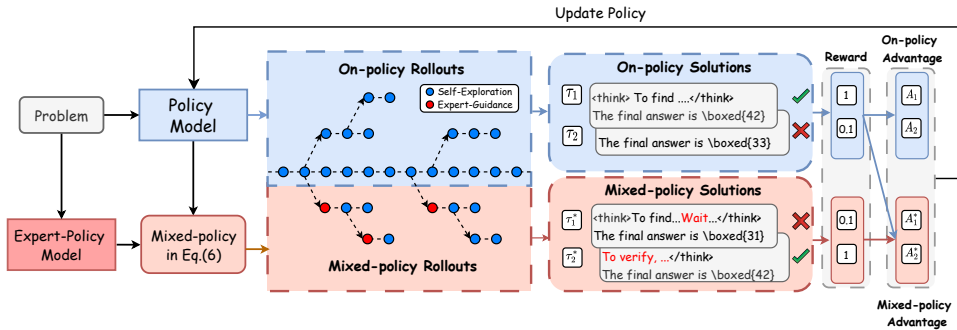 Update Policy
Problem
Policy
Model
Expert-Policy
Model
Mixed-policy
in Eq.(6)
On-policy Rollouts
Self-Exploration
Expert-Guidance
Mixed-policy Rollouts
On-policy Solutions
τ1
<think> To find ....</think>
The final answer is \boxed{42}
τ2
The final answer is \boxed{33}
Mixed-policy Solutions
τ1*
<think>To find...Wait...</think>
The final answer is \boxed{31}
τ2*
To verify, ...</think>
The final answer is \boxed{42}
Reward
1
0.1
0.1
1
On-policy
Advantage
A1
A2
A1*
A2*
Mixed-policy
Advantage